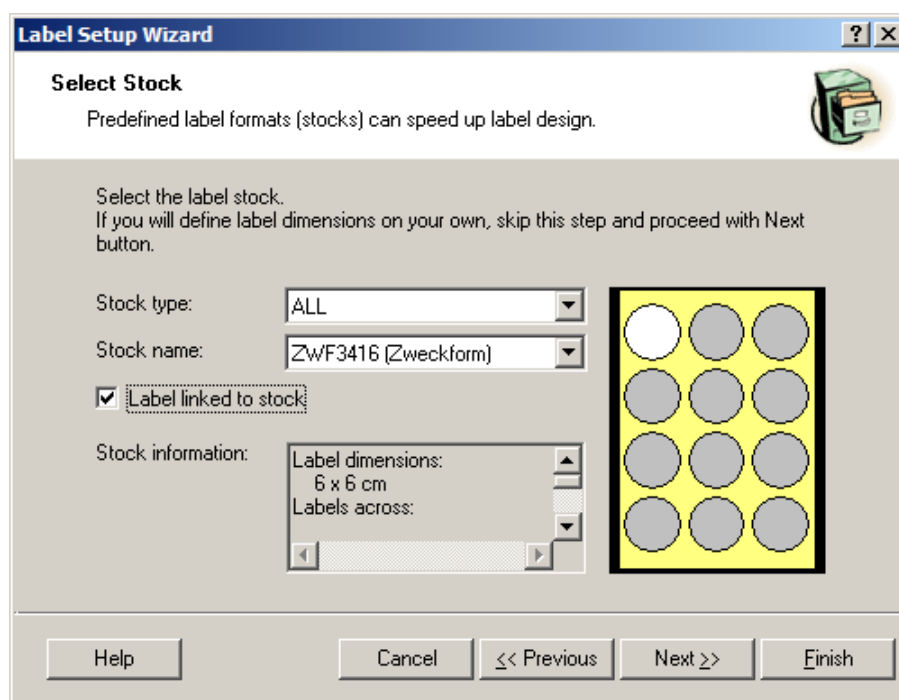 Label Setup Wizard
Select Stock
Predefined label formats (stocks) can speed up label design.
Select the label stock.
If you will define label dimensions on your own, skip this step and proceed with Next
button.
Stock type:
ALL
Stock name:
ZWF3416 (Zweckform)
Label linked to stock
Stock information:
Label dimensions:
6 x 6 cm
Labels across:
Help
Cancel
<< Previous
Next >>
Finish